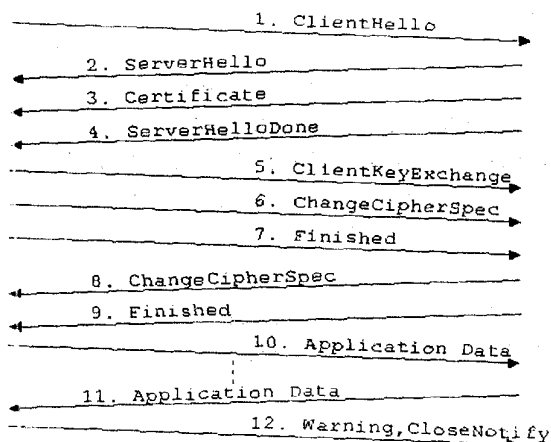 1. ClientHello
2. ServerHello
3. Certificate
4. ServerHelloDone
5. ClientKeyExchange
6. ChangeCipherSpec
7. Finished
8. ChangeCipherSpec
9. Finished
10. Application Data
11. Application Data
12. Warning,CloseNotify